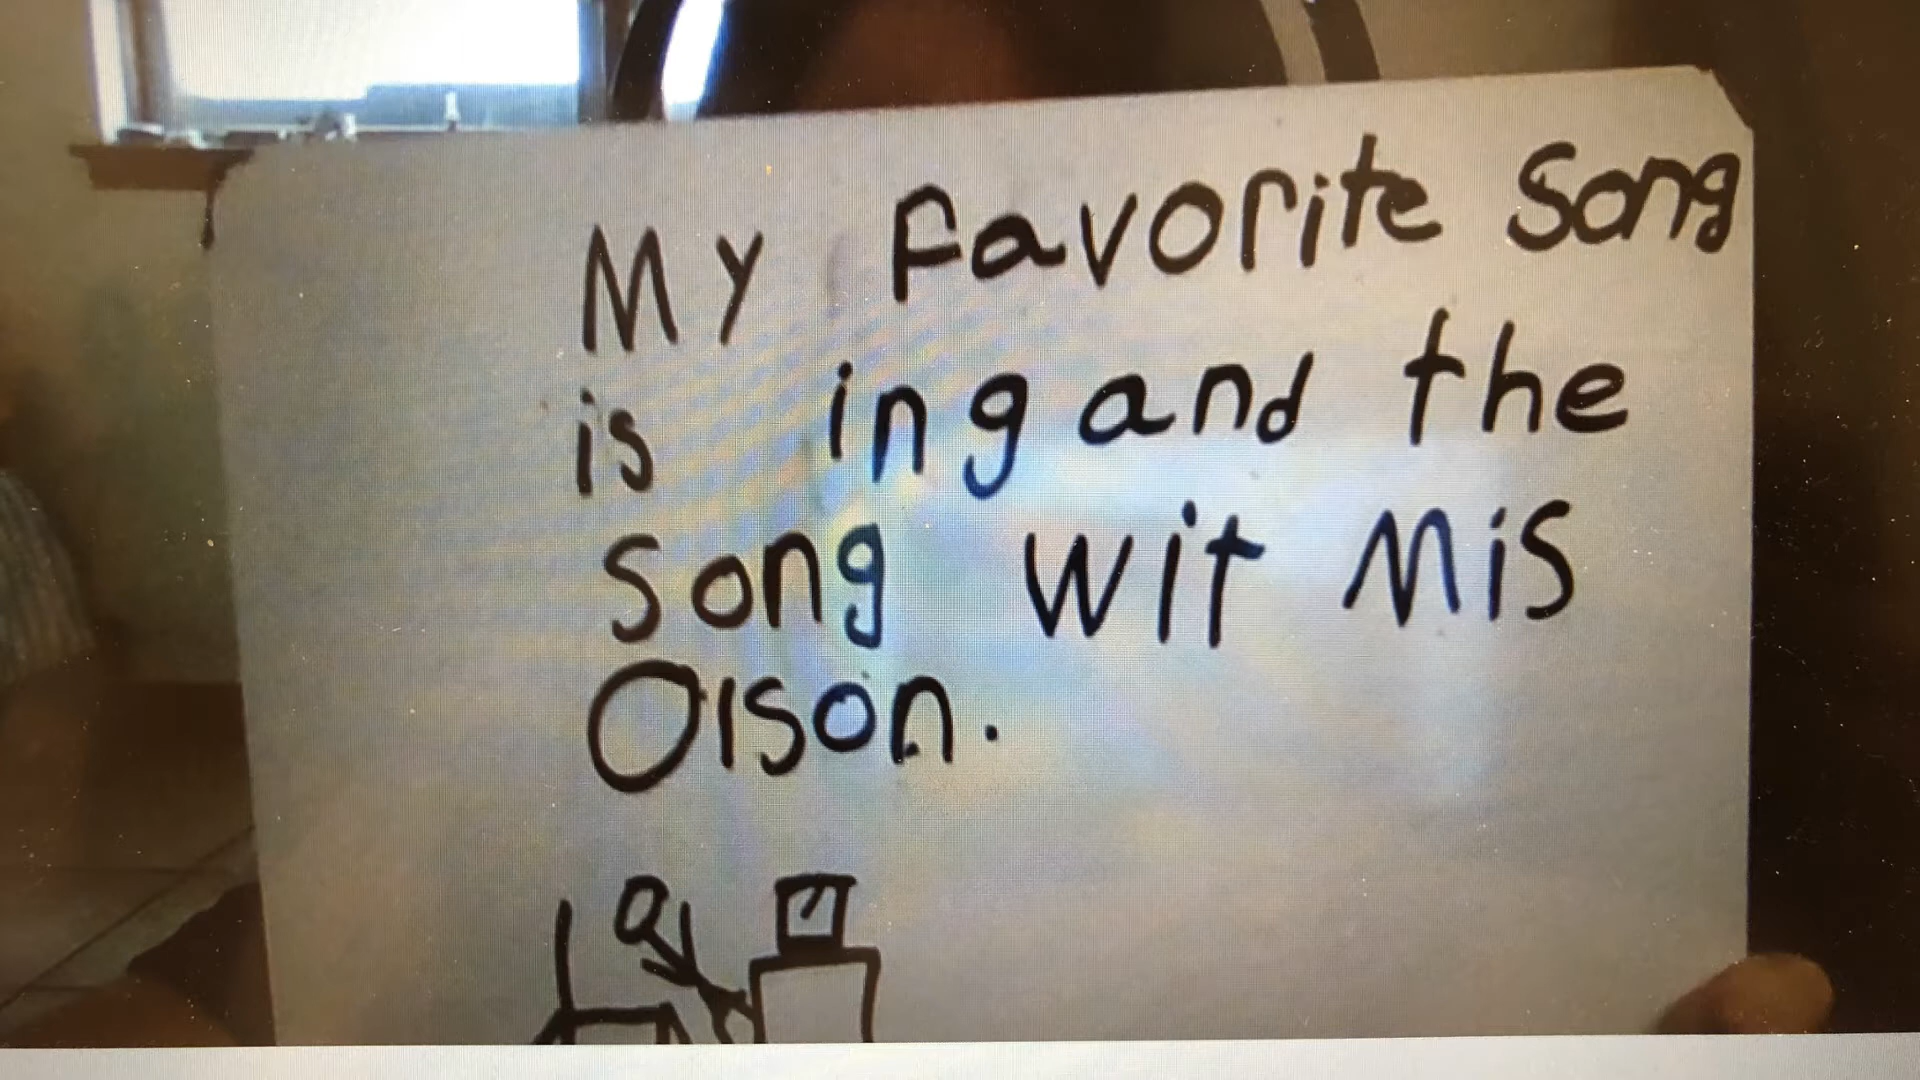 My favorite song
is ing and the
song wit Mis
Olson.